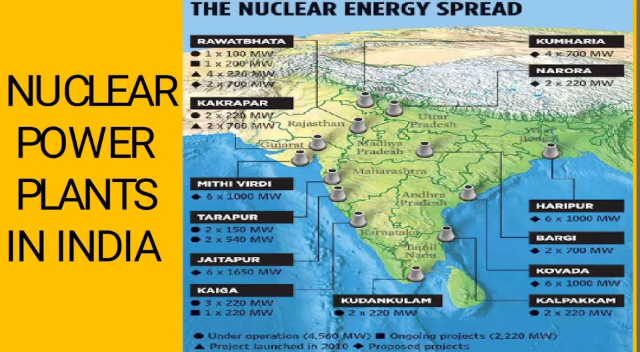 NUCLEAR
POWER
PLANTS
IN INDIA
THE NUCLEAR ENERGY SPREAD
RAWATBHATA
● 1 x 100 MW
■ 1 x 200 MW
▲ 4 x 220 MW
◆ 2 x 700 MW
KAKRAPAR
● 2 x 220 MW
▲ 2 x 700 MW
MITHI VIRDI
◆ 6 x 1000 MW
TARAPUR
● 2 x 150 MW
● 2 x 540 MW
JAITAPUR
◆ 6 x 1650 MW
KAIGA
● 3 x 220 MW
■ 1 x 220 MW
KUDANKULAM
● 2 x 220 MW
KUMHARIA
◆ 4 x 700 MW
NARORA
◆ 2 x 220 MW
HARIPUR
◆ 6 x 1000 MW
BARGI
◆ 2 x 700 MW
KOVADA
◆ 6 x 1000 MW
KALPAKKAM
● 2 x 220 MW
Rajasthan
Uttar
Pradesh
Gujarat
Madhya
Pradesh
Maharashtra
Andhra
Pradesh
Karnataka
Tamil
Nadu
● Under operation (4,560 MW) ■ Ongoing projects (2,220 MW)
▲ Project launched in 2010 ◆ Proposed projects